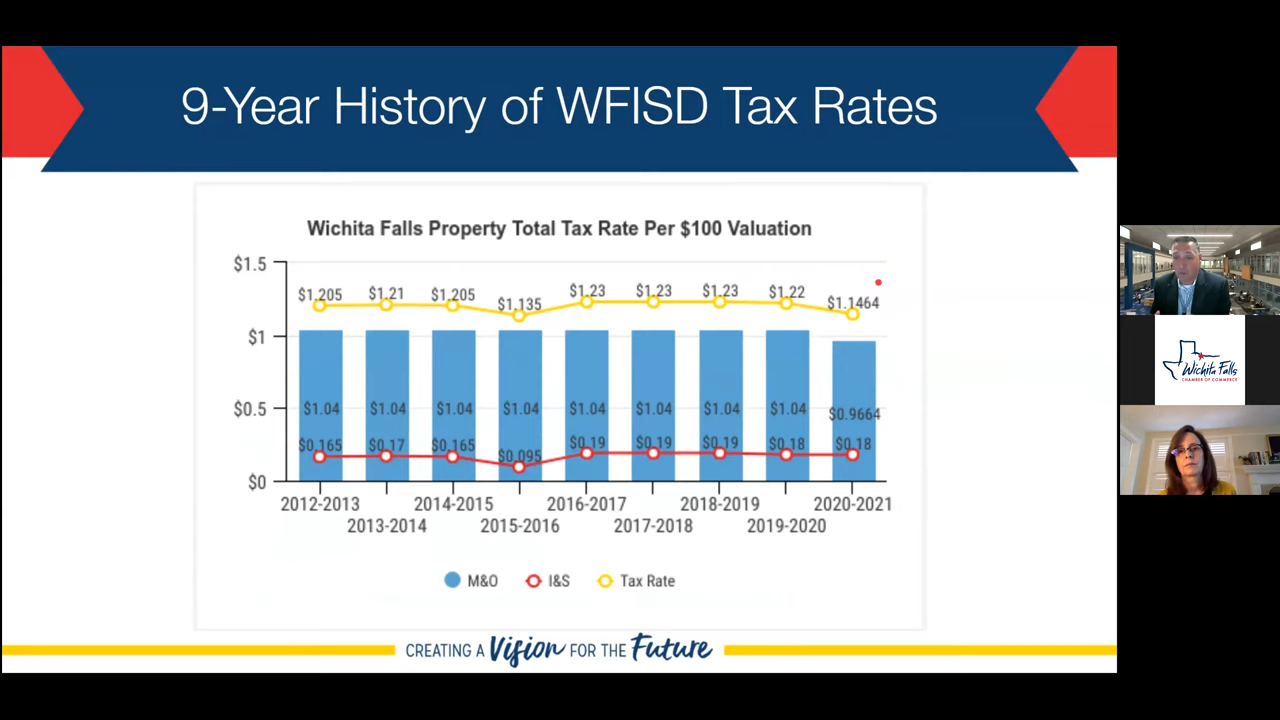 9-Year History of WFISD Tax Rates
Wichita Falls Property Total Tax Rate Per $100 Valuation
$1.5
$1.205 $1.21 $1.205 $1.135 $1.23 $1.23 $1.23 $1.22 $1.1464
$1
$0.5
$1.04 $1.04 $1.04 $1.04 $1.04 $1.04 $1.04 $1.04 $0.9664
$0.165 $0.17 $0.165 $0.095 $0.19 $0.19 $0.19 $0.18 $0.18
$0
2012-2013 2014-2015 2016-2017 2018-2019 2020-2021
2013-2014 2015-2016 2017-2018 2019-2020
M&O I&S Tax Rate
CREATING A Vision FOR THE Future
Wichita Falls
CHAMBER OF COMMERCE